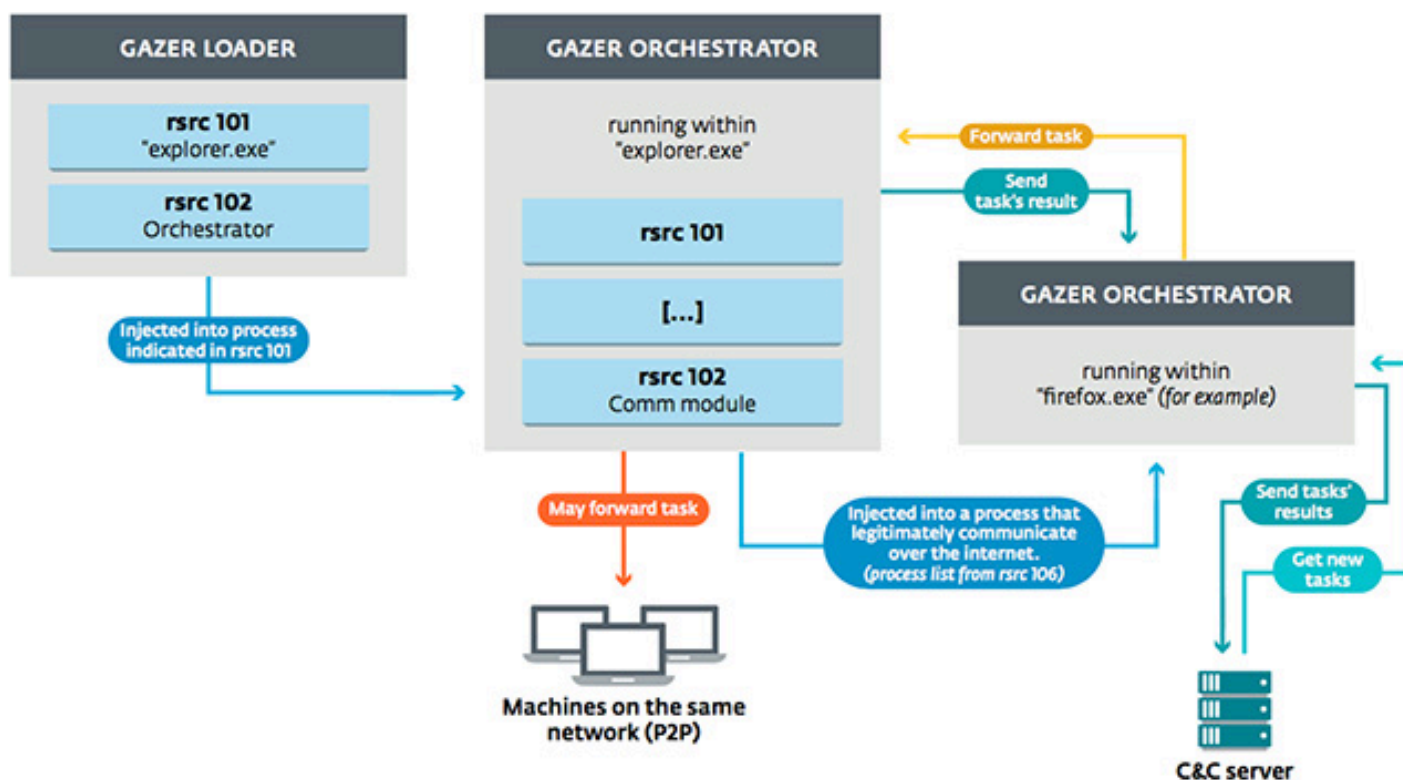 GAZER LOADER
rsrc 101
"explorer.exe"
rsrc 102
Orchestrator
Injected into process
indicated in rsrc 101
GAZER ORCHESTRATOR
running within
"explorer.exe"
rsrc 101
[...]
rsrc 102
Comm module
Forward task
Send
task's result
GAZER ORCHESTRATOR
running within
"firefox.exe" (for example)
May forward task
Injected into a process that
legitimately communicate
over the internet.
(process list from rsrc 106)
Send tasks'
results
Get new
tasks
Machines on the same
network (P2P)
C&C server